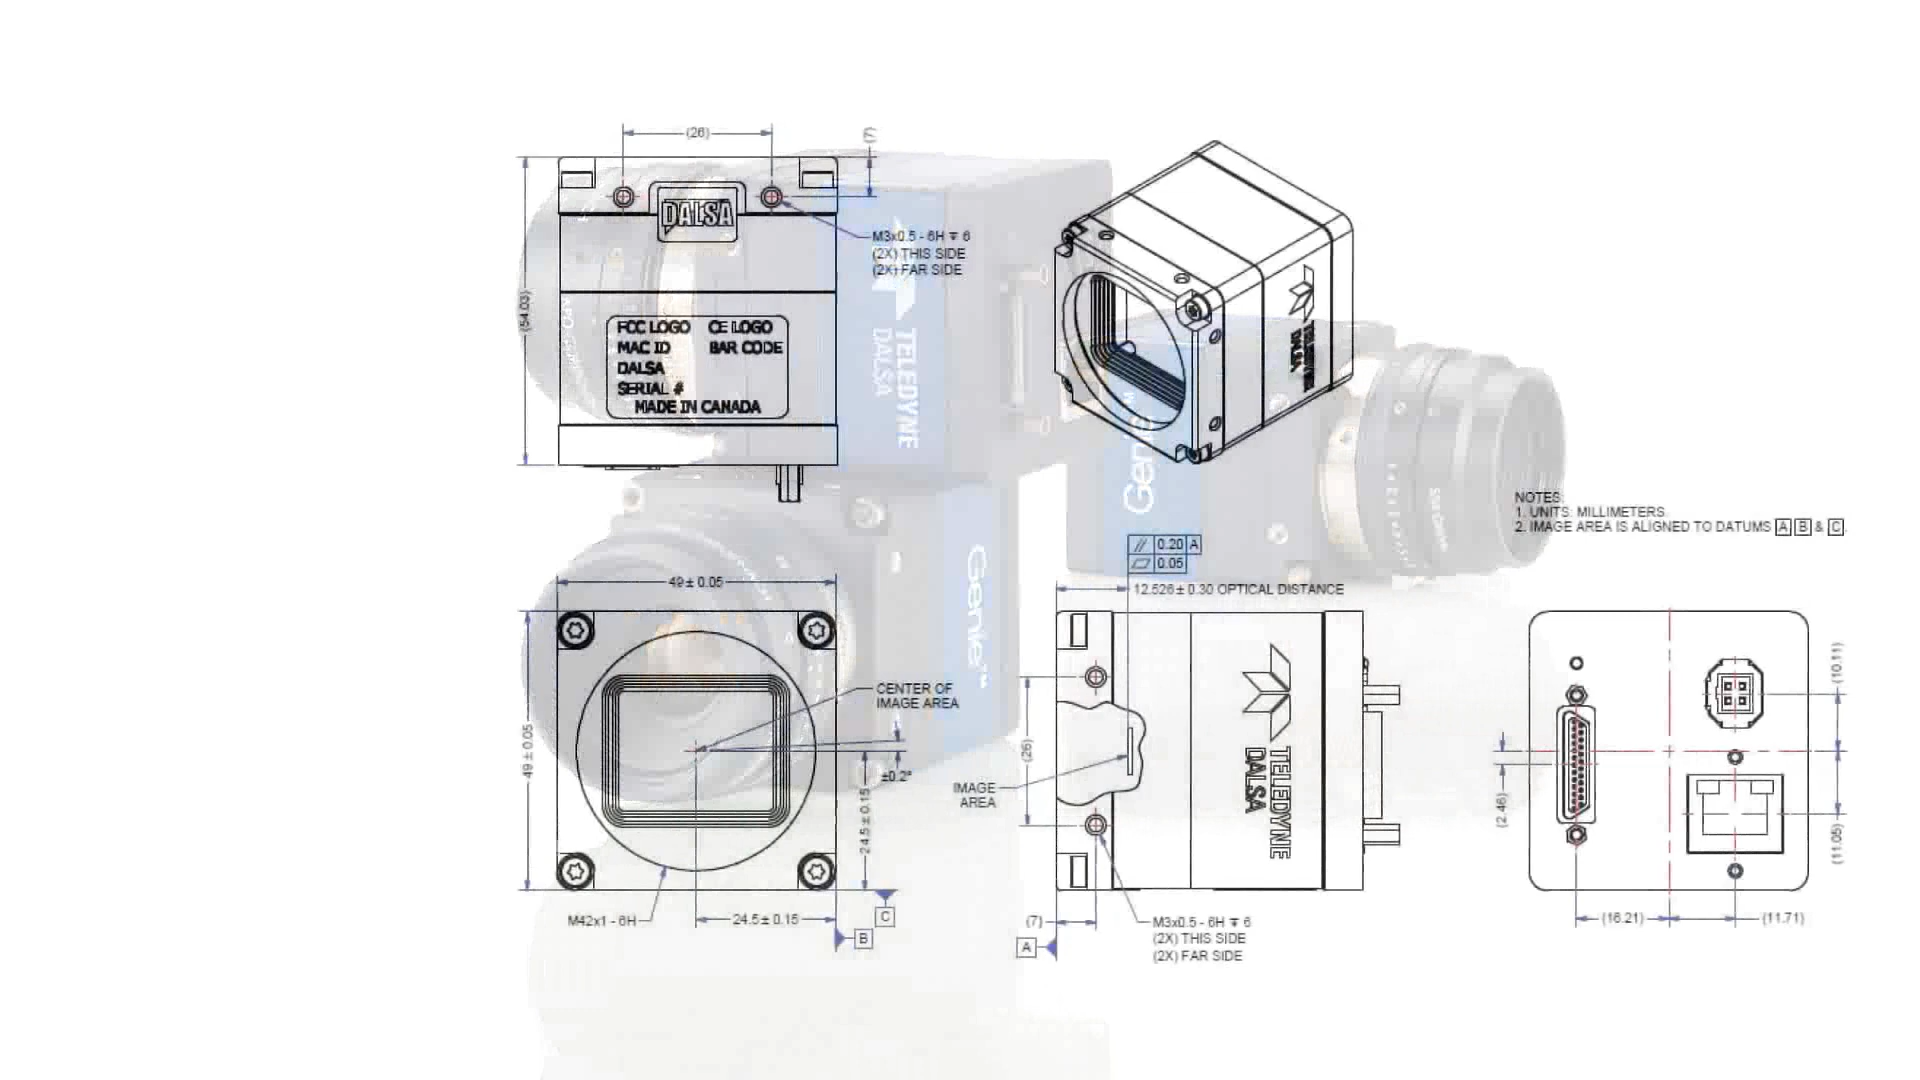 (26)
(7)
DALSA
M3x0.5 - 6H ↧ 6
(2X) THIS SIDE
(2X) FAR SIDE
(54.03)
FCC LOGO CE LOGO
MAC ID BAR CODE
DALSA
SERIAL #
MADE IN CANADA
TELEDYNE
DALSA
TELEDYNE
DALSA
Genie™
NOTES:
1. UNITS: MILLIMETERS.
2. IMAGE AREA IS ALIGNED TO DATUMS A B & C
// 0.20 A
▱ 0.05
12.526 ± 0.30 OPTICAL DISTANCE
49 ± 0.05
49 ± 0.05
Genie™
CENTER OF
IMAGE AREA
±0.2°
24.5 ± 0.15
M42x1 - 6H
24.5 ± 0.15
C
B
IMAGE
AREA
(26)
TELEDYNE
DALSA
(7)
A
M3x0.5 - 6H ↧ 6
(2X) THIS SIDE
(2X) FAR SIDE
(10.11)
(2.46)
(11.05)
(16.21)
(11.71)